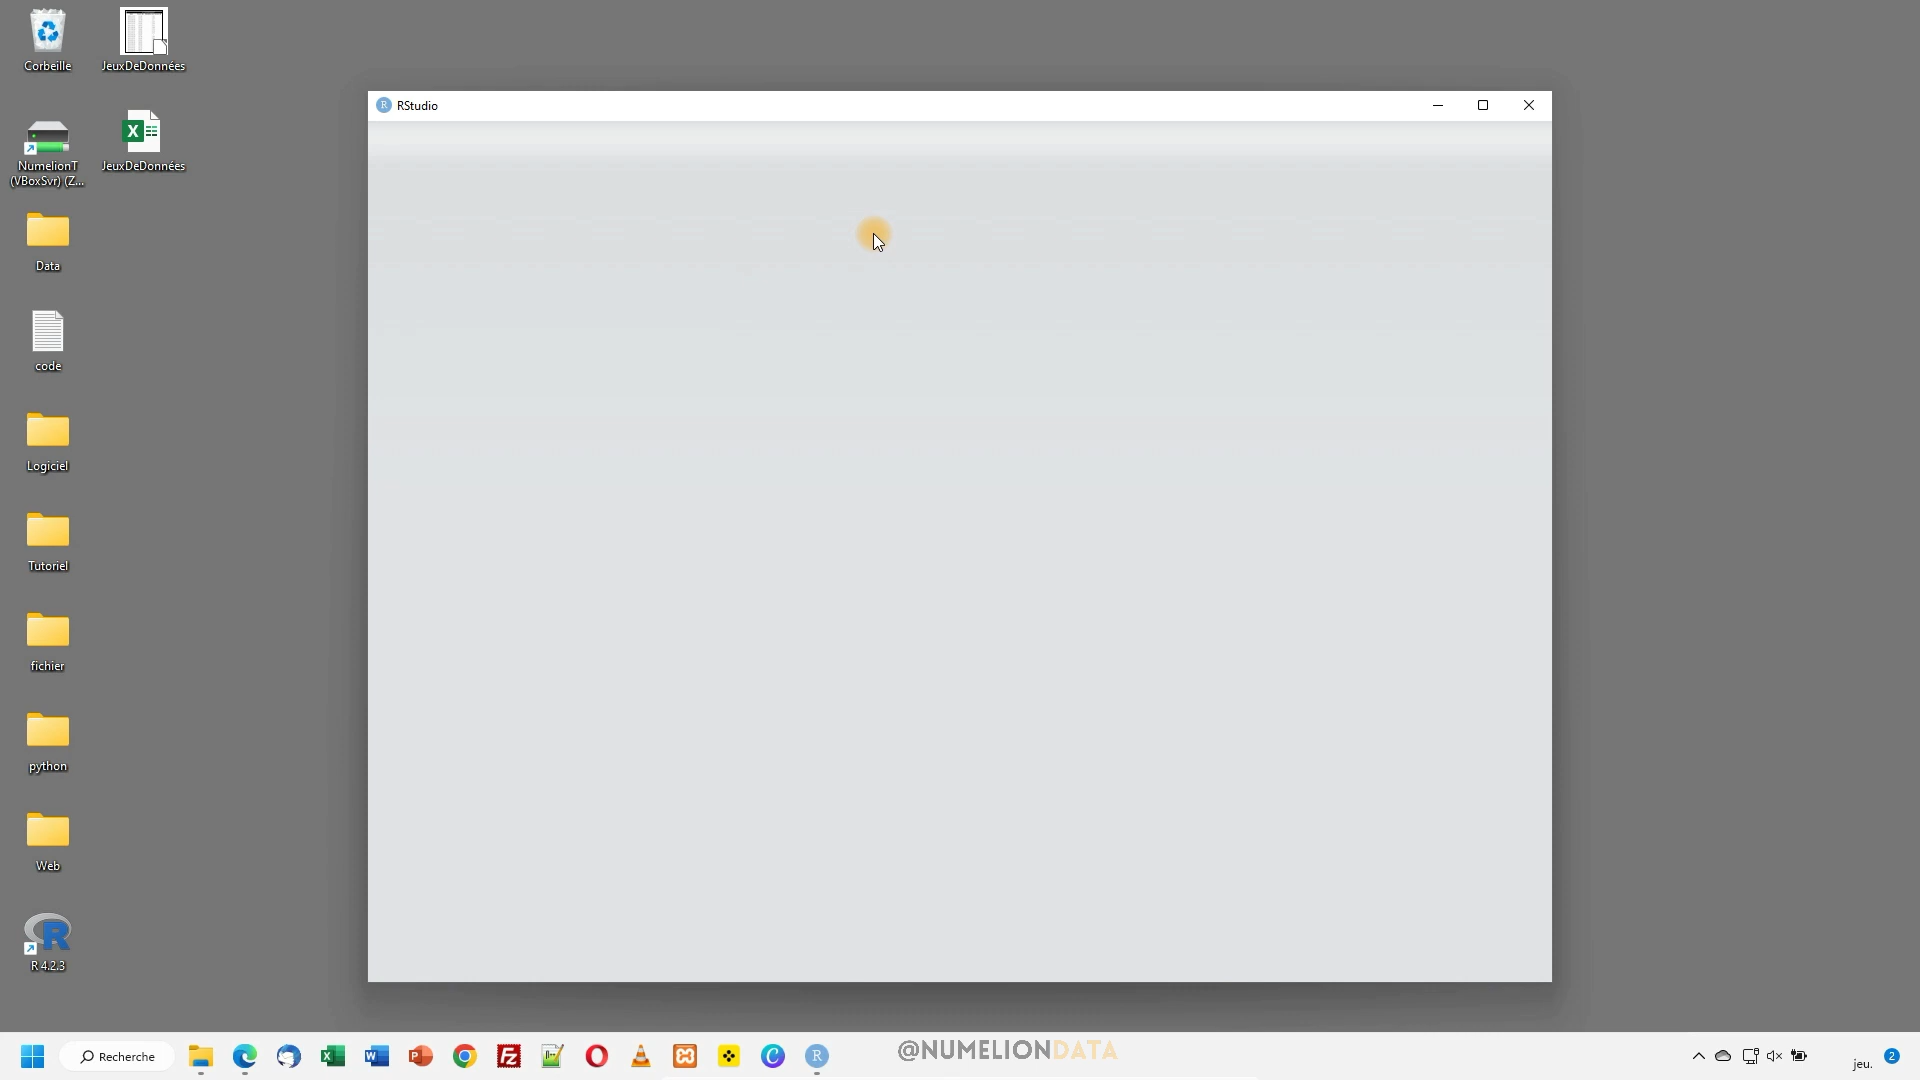 Corbeille
JeuxDeDonnées
NumelionT
(VBoxSvr) (Z...
JeuxDeDonnées
Data
code
Logiciel
Tutoriel
fichier
python
Web
R 4.2.3
RStudio
Recherche
@NUMELIONDATA
jeu.
2